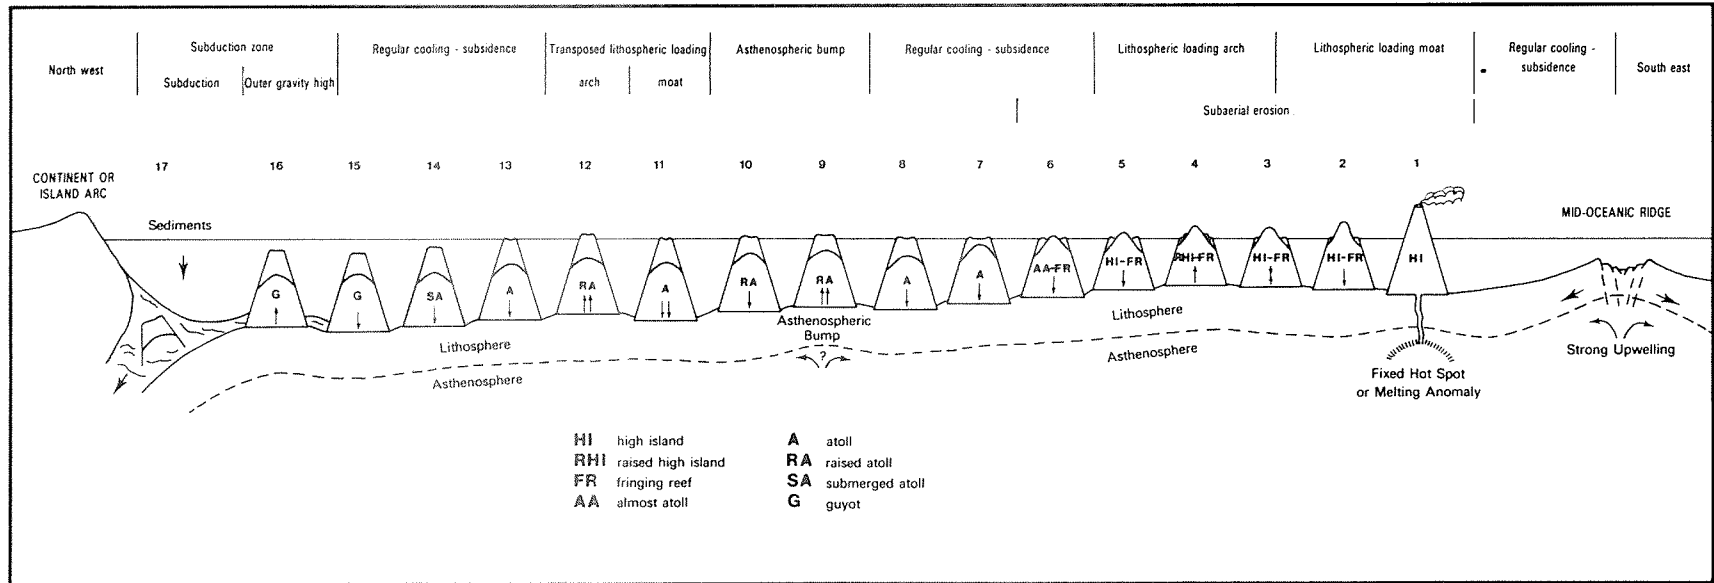 North west
Subduction zone
Subduction
Outer gravity high
Regular cooling - subsidence
Transposed lithospheric loading
arch
moat
Asthenospheric bump
Regular cooling - subsidence
Lithospheric loading arch
Lithospheric loading moat
Regular cooling -
subsidence
South east
Subaerial erosion
17 16 15 14 13 12 11 10 9 8 7 6 5 4 3 2 1
CONTINENT OR
ISLAND ARC
Sediments
MID-OCEANIC RIDGE
G G SA A RA A RA RA A A AA-FR HI-FR RHI-FR HI-FR HI-FR HI
Lithosphere
Asthenosphere
Asthenospheric
Bump
?
Lithosphere
Asthenosphere
Fixed Hot Spot
or Melting Anomaly
Strong Upwelling
HI high island
RHI raised high island
FR fringing reef
AA almost atoll
A atoll
RA raised atoll
SA submerged atoll
G guyot